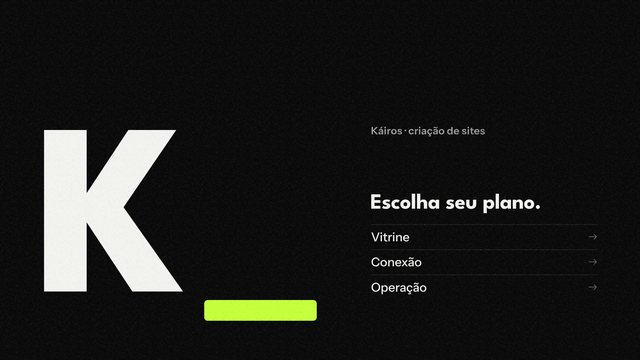 K_
Káiros · criação de sites
Escolha seu plano.
Vitrine →
Conexão →
Operação →